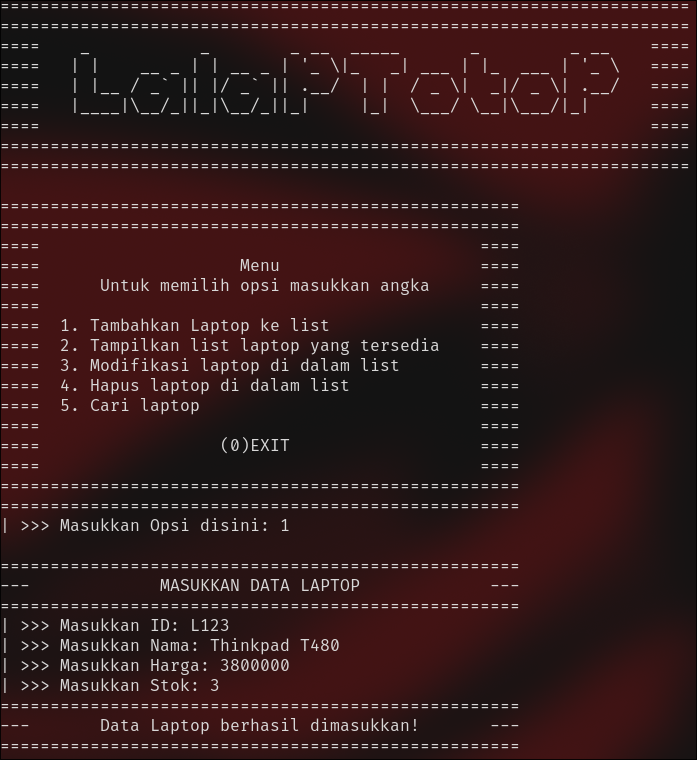 LalaPTotoP
Menu
Untuk memilih opsi masukkan angka
1. Tambahkan Laptop ke list
2. Tampilkan list laptop yang tersedia
3. Modifikasi laptop di dalam list
4. Hapus laptop di dalam list
5. Cari laptop
(0)EXIT
| >>> Masukkan Opsi disini: 1
--- MASUKKAN DATA LAPTOP ---
| >>> Masukkan ID: L123
| >>> Masukkan Nama: Thinkpad T480
| >>> Masukkan Harga: 3800000
| >>> Masukkan Stok: 3
--- Data Laptop berhasil dimasukkan! ---